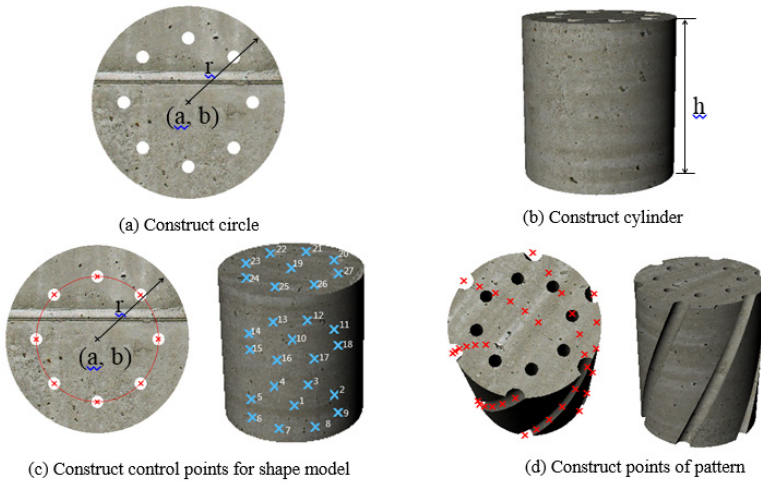 r
(a, b)
(a) Construct circle
h
(b) Construct cylinder
r
(a, b)
22 21 20
23 19 27
24 25 26
13 12 11
14 10 18
15 16 17
4 3 2
5 1 9
6 7 8
(c) Construct control points for shape model
(d) Construct points of pattern